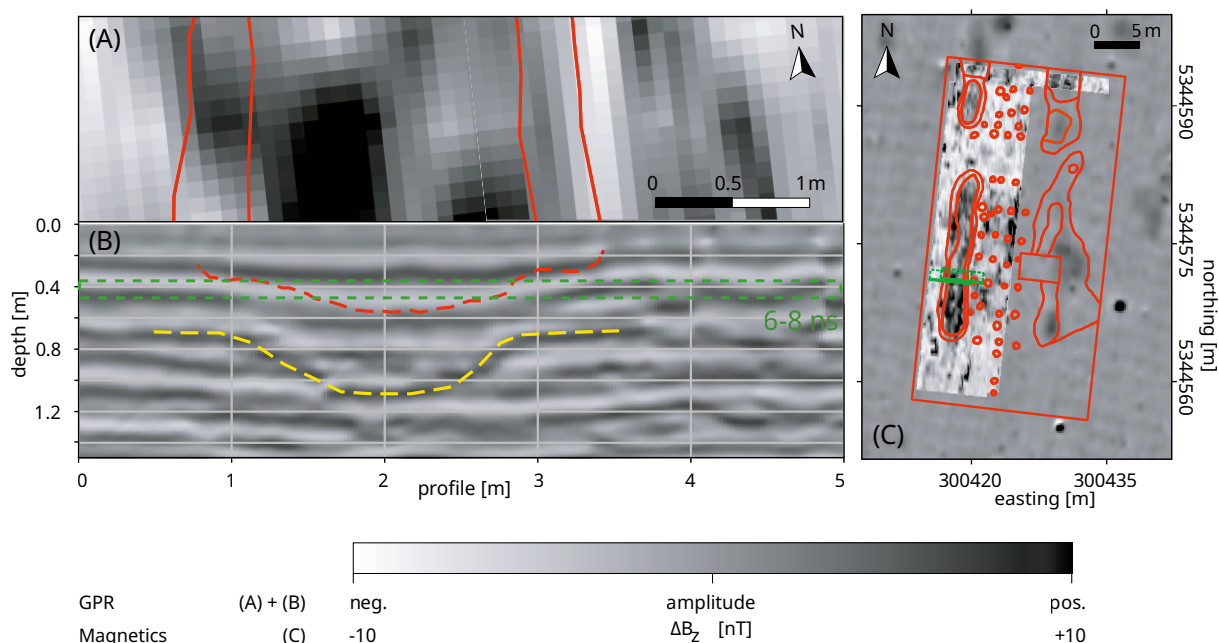 (A)
N
0 0.5 1m
N
5 m
5344590
5344575
5344560
northing [m]
(C)
300420 300435
easting [m]
0.0
0.4
0.8
1.2
depth [m]
(B)
6-8 ns
0 1 2 3 4 5
profile [m]
GPR (A) + (B) neg. amplitude pos.
Magnetics (C) -10 ΔBZ [nT] +10